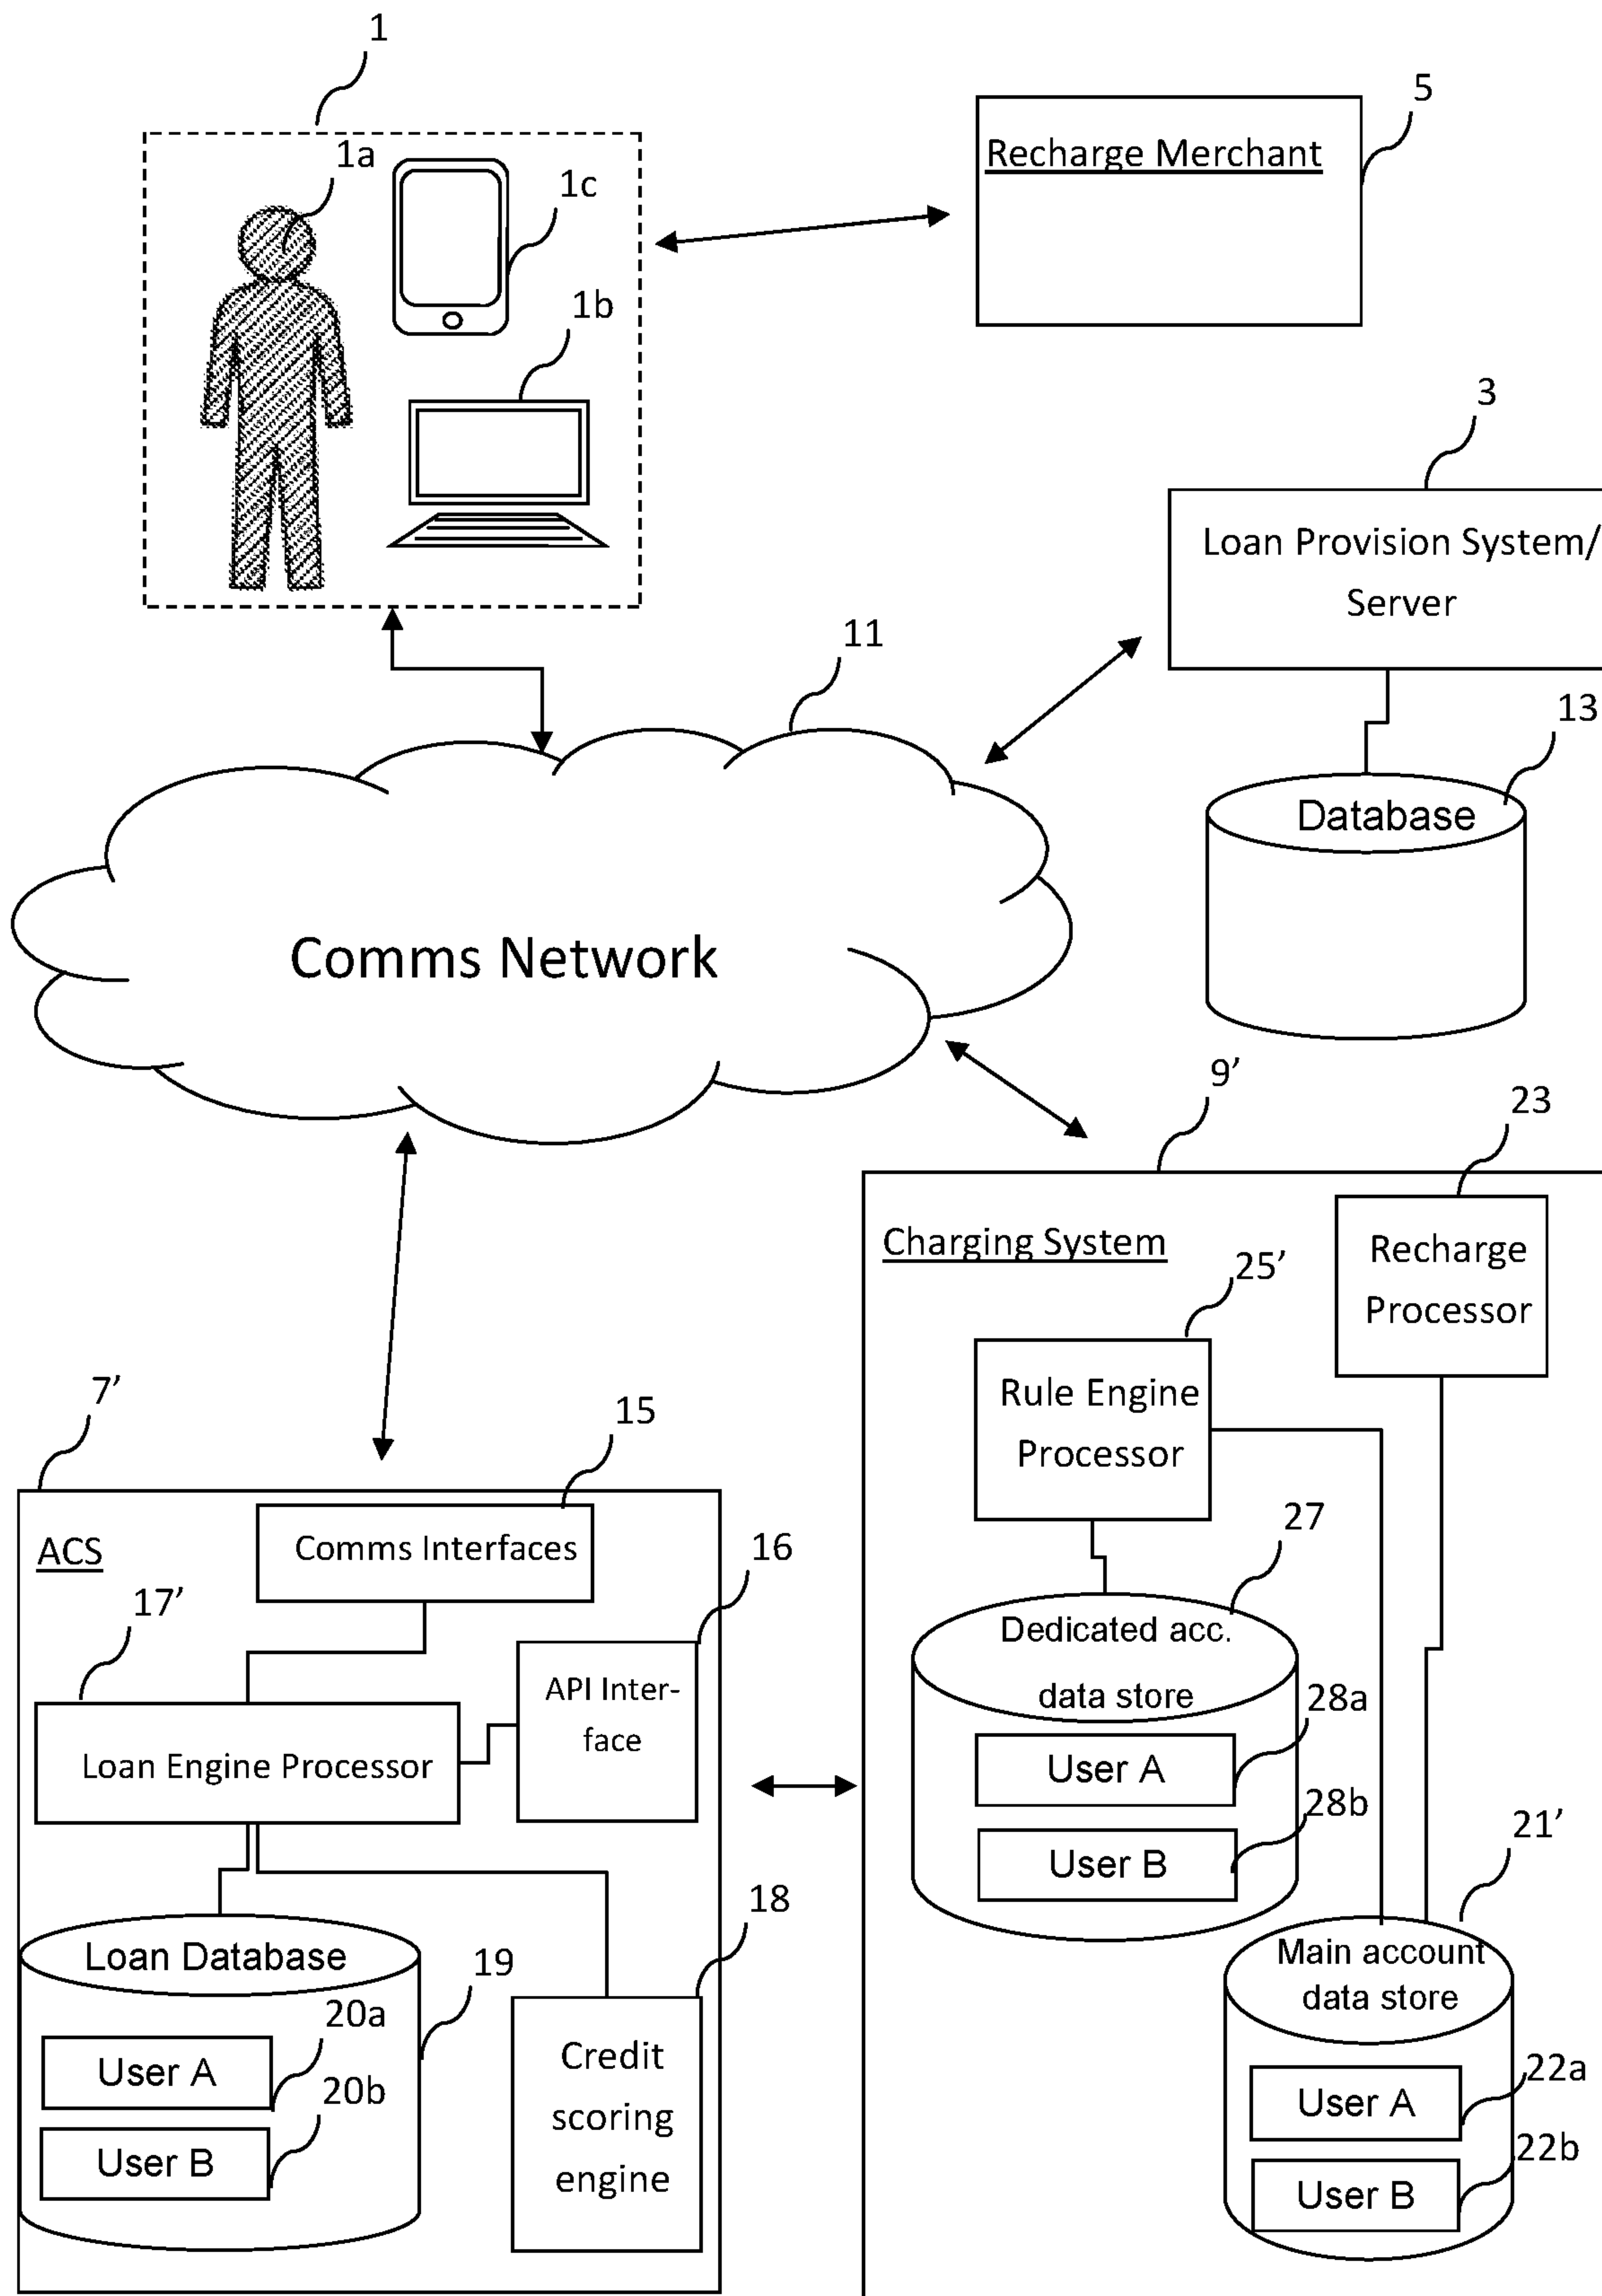 1
1a
1c
1b
5
Recharge Merchant
3
Loan Provision System/
Server
11
13
Database
Comms Network
9’
23
Charging System
Recharge
Processor
25’
Rule Engine
Processor
27
Dedicated acc.
data store
28a
User A
28b
User B
21’
Main account
data store
22a
User A
22b
User B
7’
15
ACS
Comms Interfaces
16
17’
API Inter-
face
Loan Engine Processor
18
Loan Database
19
20a
User A
20b
User B
Credit
scoring
engine